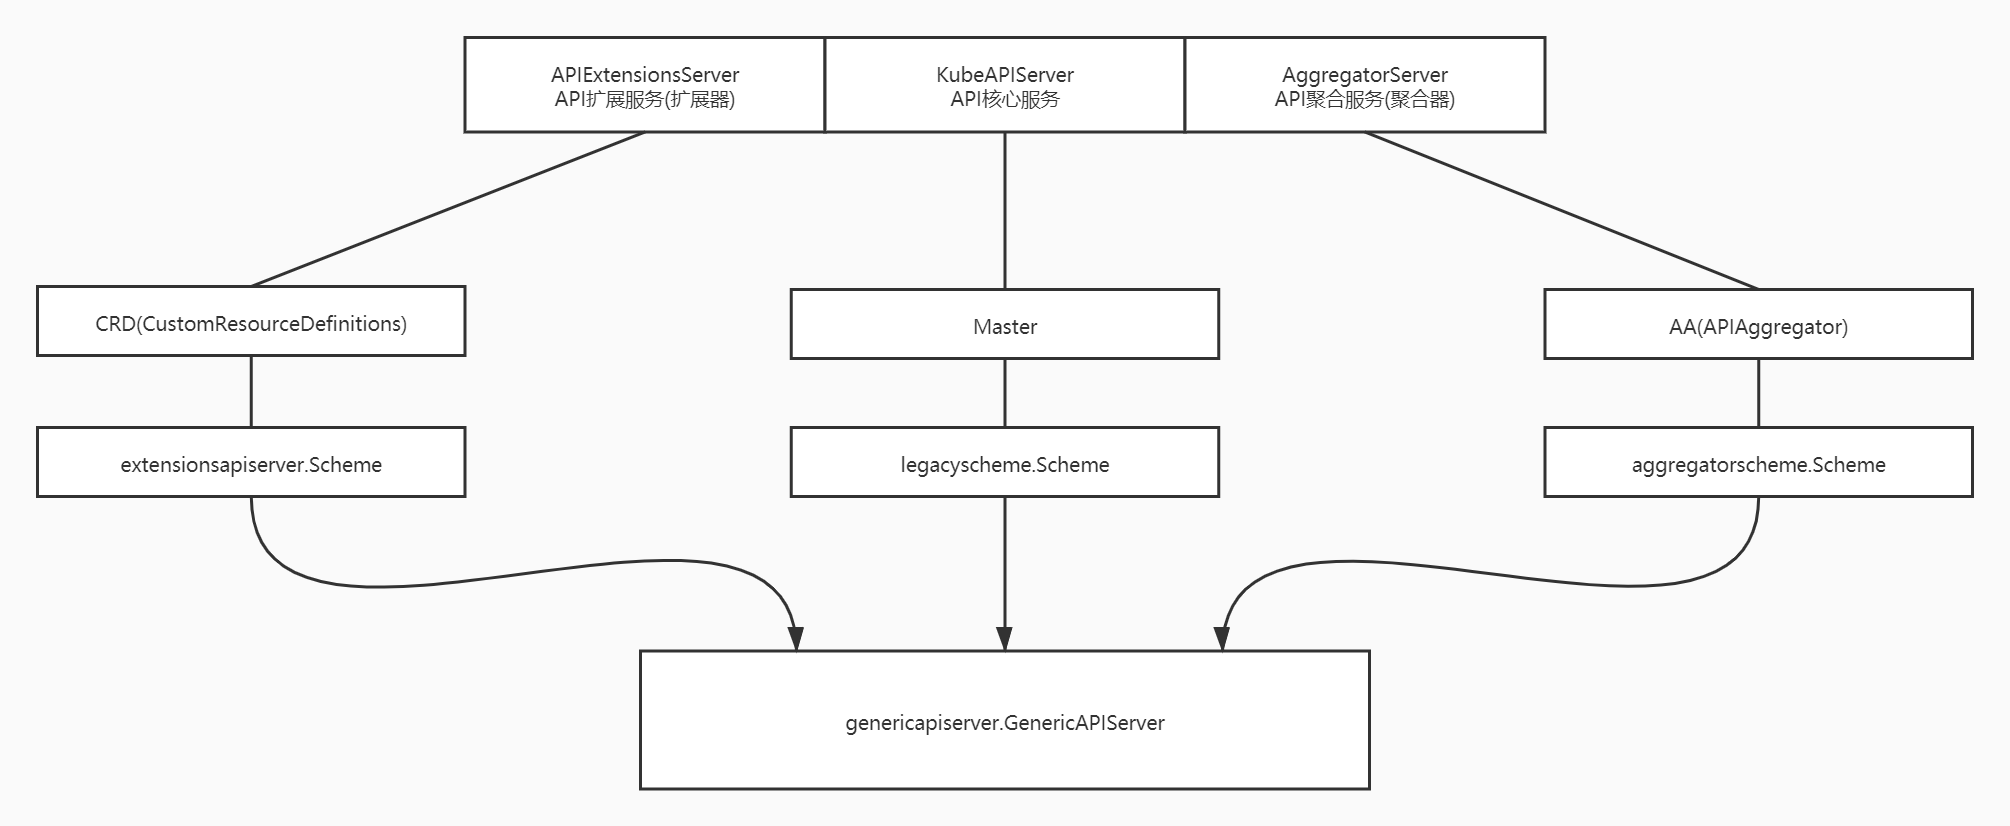 APIExtensionsServer
API扩展服务(扩展器)
KubeAPIServer
API核心服务
AggregatorServer
API聚合服务(聚合器)
CRD(CustomResourceDefinitions)
Master
AA(APIAggregator)
extensionsapiserver.Scheme
legacyscheme.Scheme
aggregatorscheme.Scheme
genericapiserver.GenericAPIServer